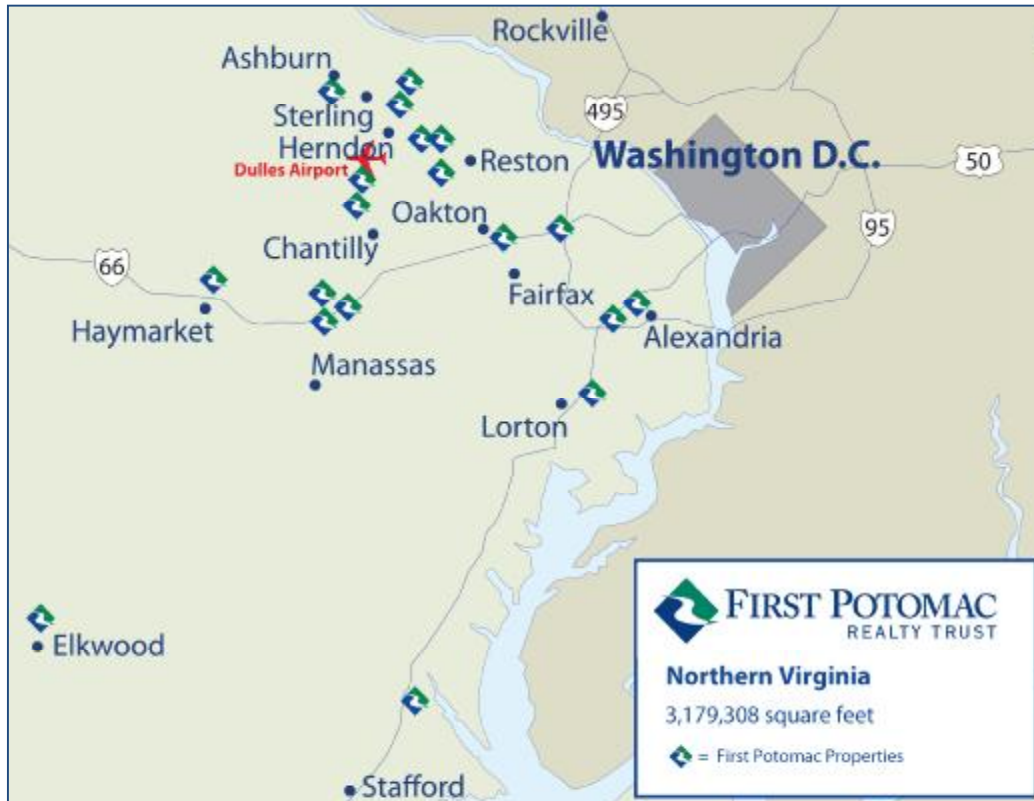 Rockville
Ashburn
Sterling
495
Herndon
Washington D.C.
Dulles Airport
Reston
50
Oakton
95
Chantilly
66
Fairfax
Haymarket
Alexandria
Manassas
Lorton
FIRST POTOMAC
REALTY TRUST
Northern Virginia
3,179,308 square feet
= First Potomac Properties
Elkwood
Stafford